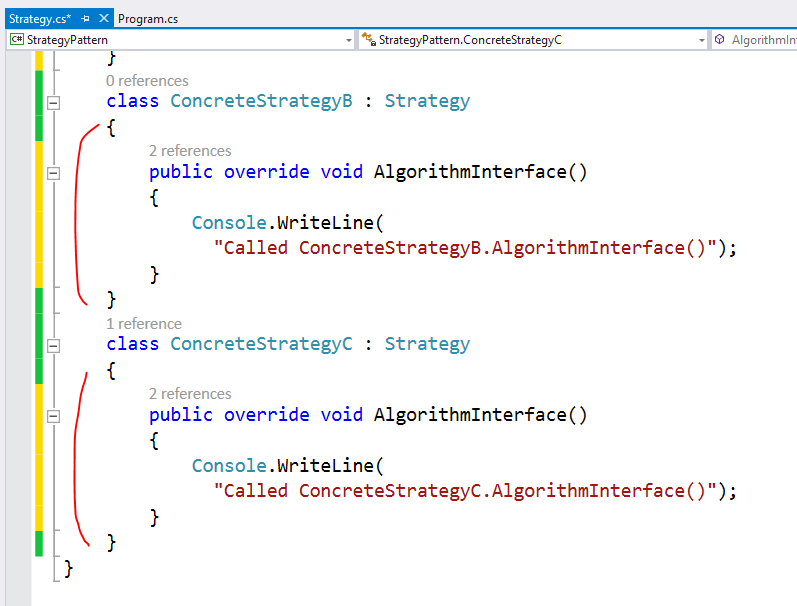 Strategy.cs* Program.cs
StrategyPattern StrategyPattern.ConcreteStrategyC
}
0 references
class ConcreteStrategyB : Strategy
{
2 references
public override void AlgorithmInterface()
{
Console.WriteLine(
"Called ConcreteStrategyB.AlgorithmInterface()");
}
}
1 reference
class ConcreteStrategyC : Strategy
{
2 references
public override void AlgorithmInterface()
{
Console.WriteLine(
"Called ConcreteStrategyC.AlgorithmInterface()");
}
}
}